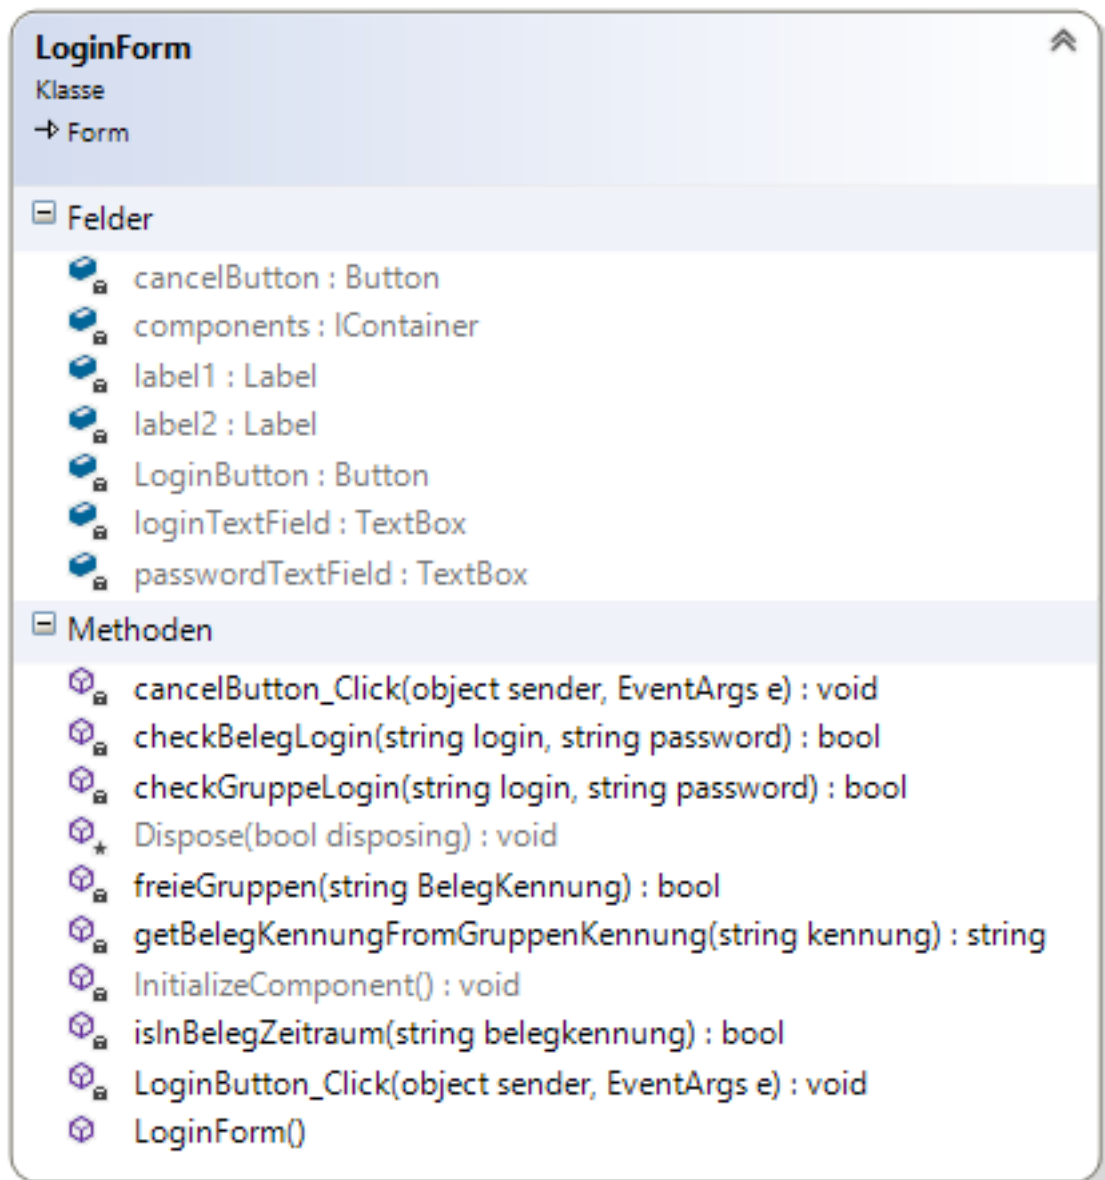 LoginForm
Klasse
Form
Felder
cancelButton : Button
components : IContainer
label1 : Label
label2 : Label
LoginButton : Button
loginTextField : TextBox
passwordTextField : TextBox
Methoden
cancelButton_Click(object sender, EventArgs e) : void
checkBelegLogin(string login, string password) : bool
checkGruppeLogin(string login, string password) : bool
Dispose(bool disposing) : void
freieGruppen(string BelegKennung) : bool
getBelegKennungFromGruppenKennung(string kennung) : string
InitializeComponent() : void
isInBelegZeitraum(string belegkennung) : bool
LoginButton_Click(object sender, EventArgs e) : void
LoginForm()